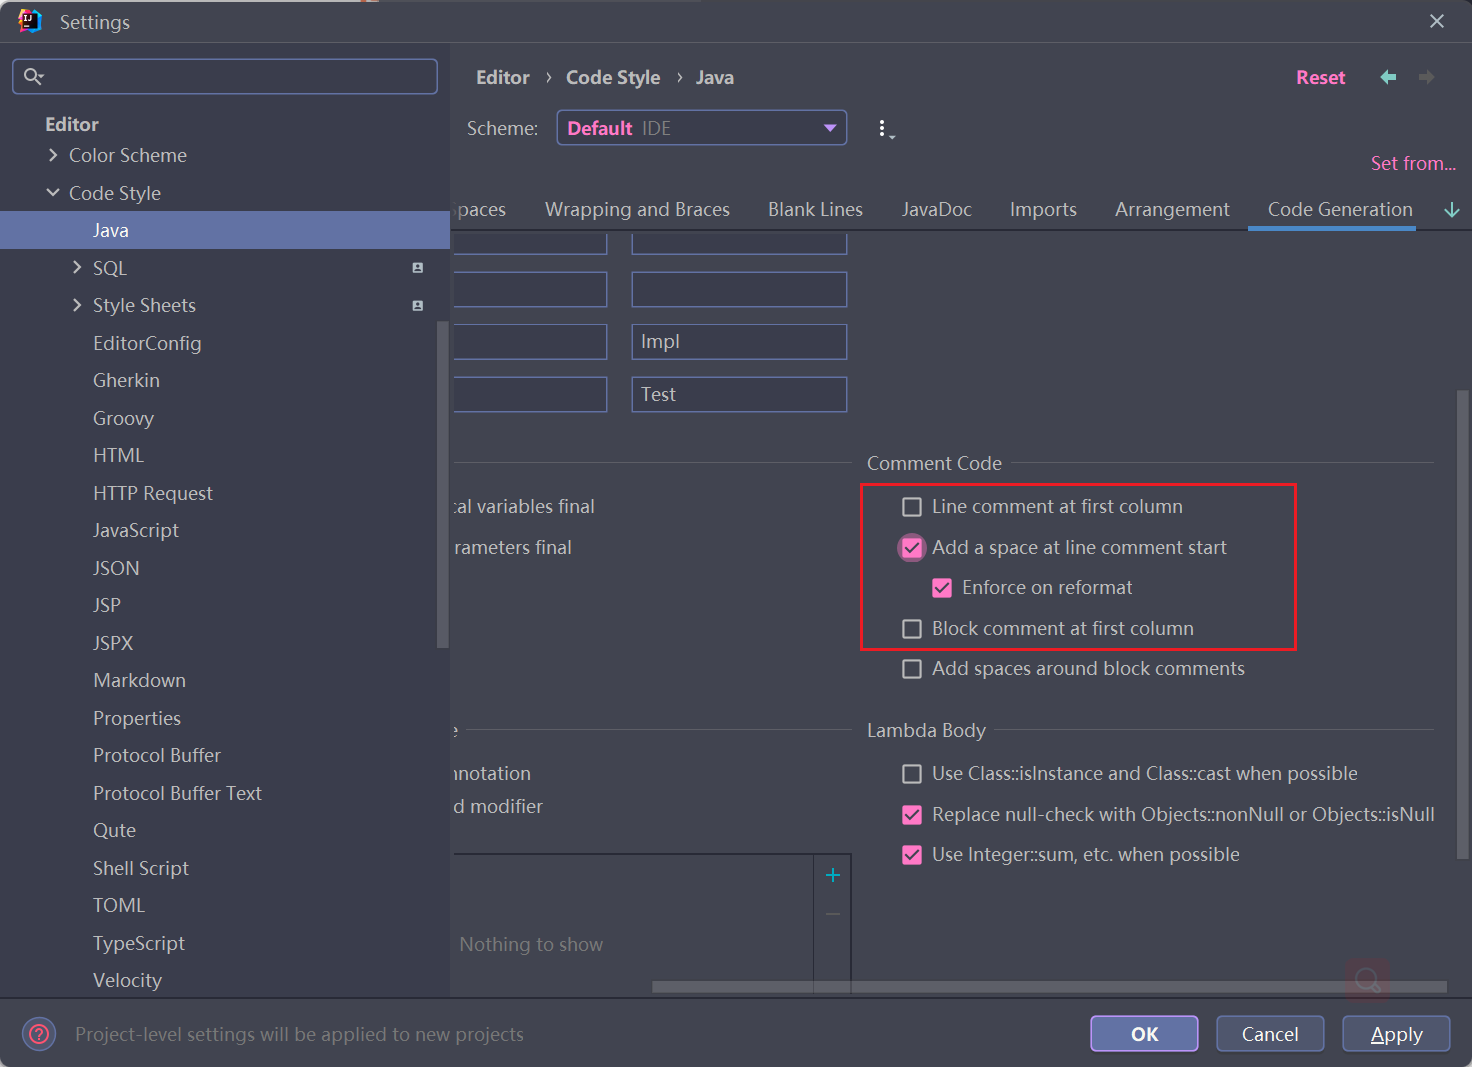 Settings
Editor
Color Scheme
Code Style
Java
SQL
Style Sheets
EditorConfig
Gherkin
Groovy
HTML
HTTP Request
JavaScript
JSON
JSP
JSPX
Markdown
Properties
Protocol Buffer
Protocol Buffer Text
Qute
Shell Script
TOML
TypeScript
Velocity
Editor › Code Style › Java
Reset
Scheme: Default IDE
Set from...
paces Wrapping and Braces Blank Lines JavaDoc Imports Arrangement Code Generation
Impl
Test
cal variables final
rameters final
e
nnotation
d modifier
Nothing to show
Comment Code
Line comment at first column
Add a space at line comment start
Enforce on reformat
Block comment at first column
Add spaces around block comments
Lambda Body
Use Class::isInstance and Class::cast when possible
Replace null-check with Objects::nonNull or Objects::isNull
Use Integer::sum, etc. when possible
? Project-level settings will be applied to new projects
OK Cancel Apply